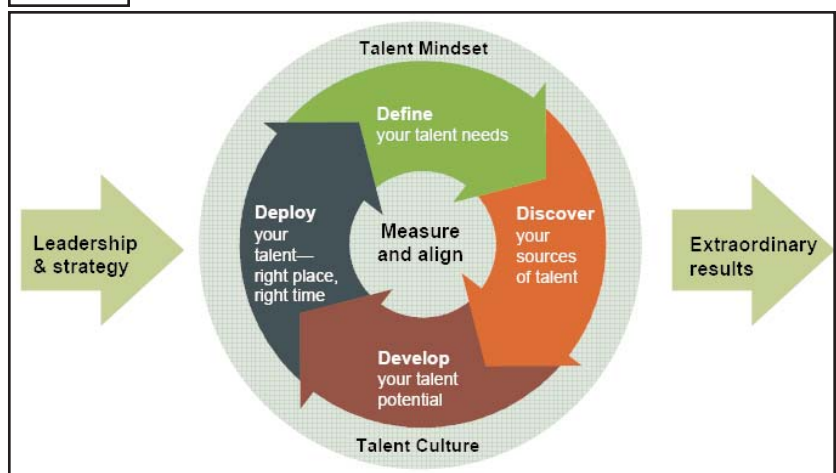 Talent Mindset
Define
your talent needs
Leadership
& strategy
Deploy
your
talent—
right place,
right time
Measure
and align
Discover
your
sources
of talent
Extraordinary
results
Develop
your talent
potential
Talent Culture